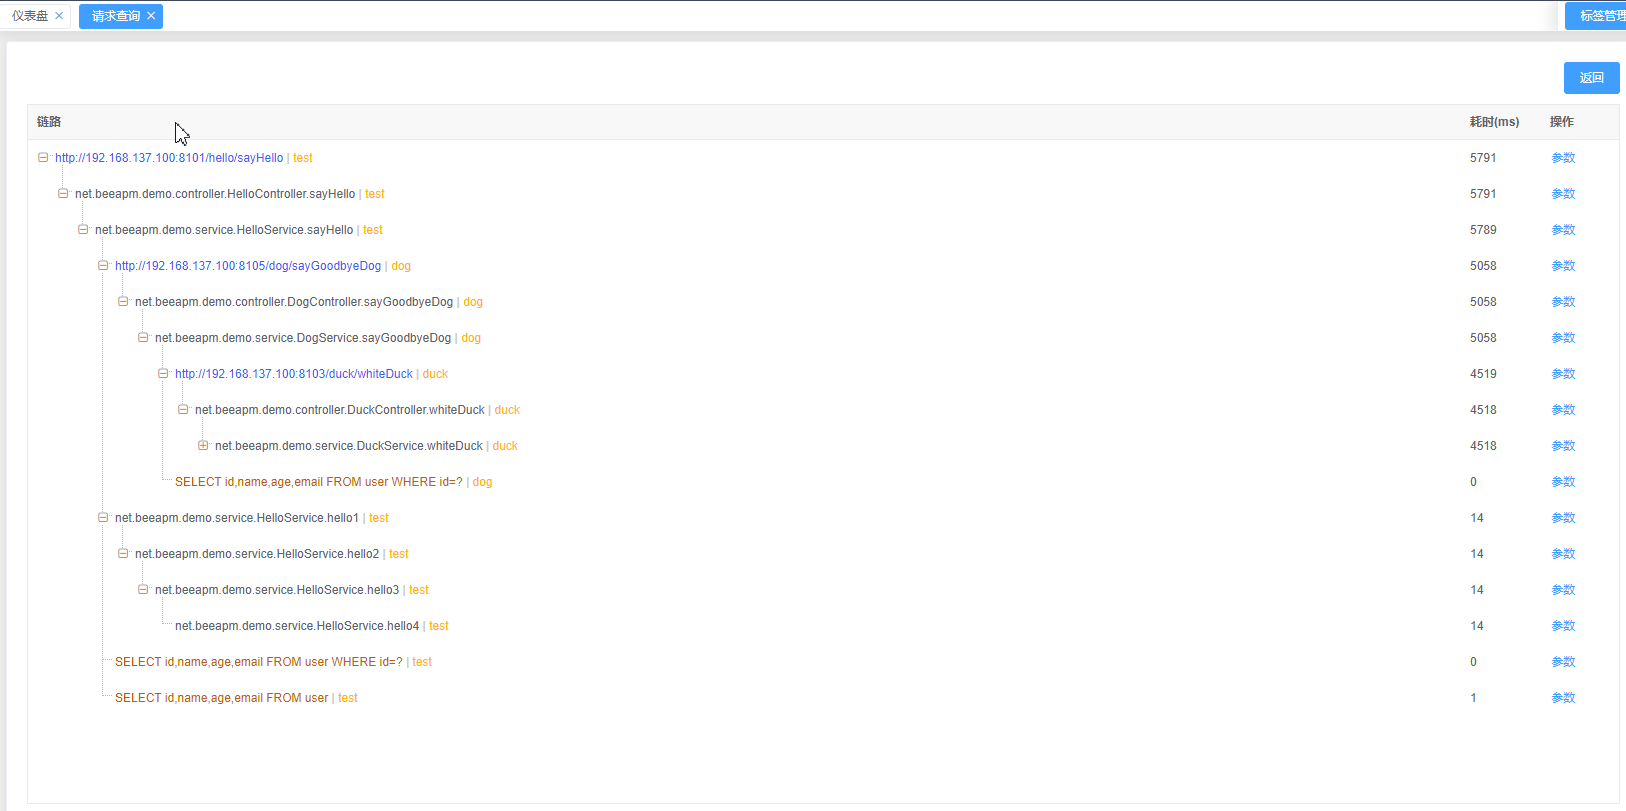 仪表盘 × 请求查询 × 标签管理
返回
链路 耗时(ms) 操作
http://192.168.137.100:8101/hello/sayHello | test 5791 参数
net.beeapm.demo.controller.HelloController.sayHello | test 5791 参数
net.beeapm.demo.service.HelloService.sayHello | test 5789 参数
http://192.168.137.100:8105/dog/sayGoodbyeDog | dog 5058 参数
net.beeapm.demo.controller.DogController.sayGoodbyeDog | dog 5058 参数
net.beeapm.demo.service.DogService.sayGoodbyeDog | dog 5058 参数
http://192.168.137.100:8103/duck/whiteDuck | duck 4519 参数
net.beeapm.demo.controller.DuckController.whiteDuck | duck 4518 参数
net.beeapm.demo.service.DuckService.whiteDuck | duck 4518 参数
SELECT id,name,age,email FROM user WHERE id=? | dog 0 参数
net.beeapm.demo.service.HelloService.hello1 | test 14 参数
net.beeapm.demo.service.HelloService.hello2 | test 14 参数
net.beeapm.demo.service.HelloService.hello3 | test 14 参数
net.beeapm.demo.service.HelloService.hello4 | test 14 参数
SELECT id,name,age,email FROM user WHERE id=? | test 0 参数
SELECT id,name,age,email FROM user | test 1 参数